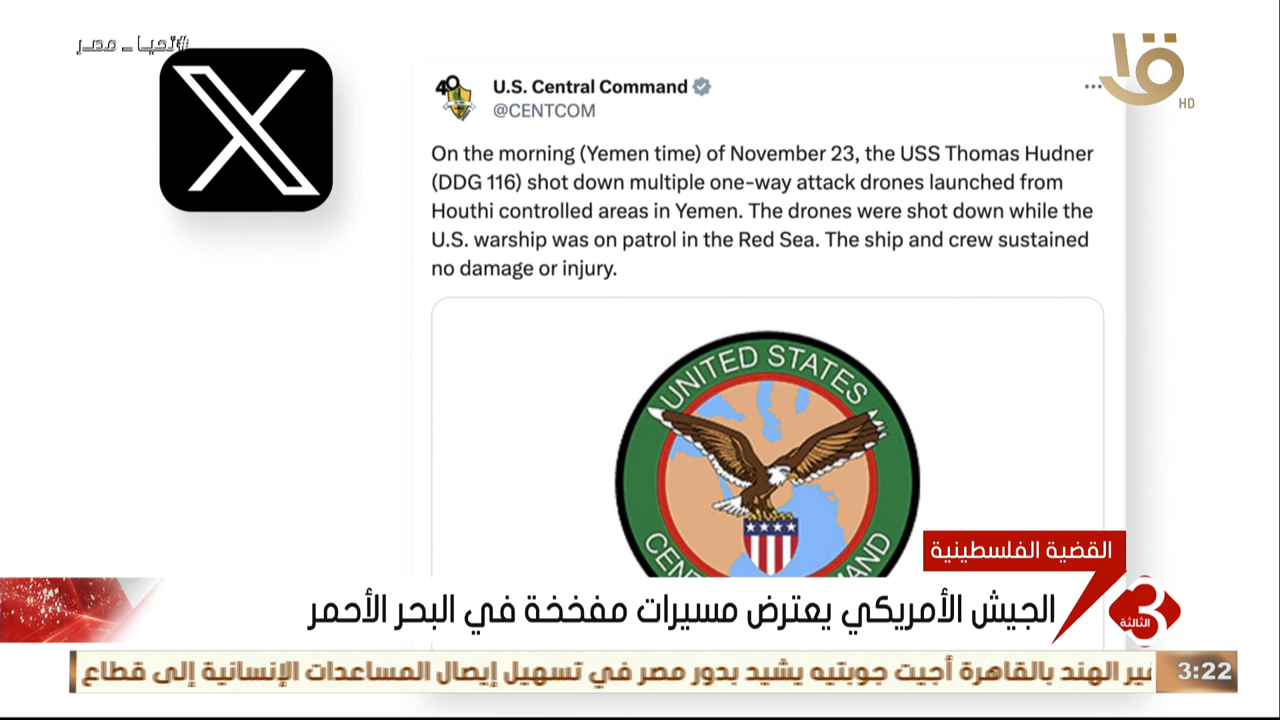 #تحيا_مصر
HD
U.S. Central Command
@CENTCOM
On the morning (Yemen time) of November 23, the USS Thomas Hudner
(DDG 116) shot down multiple one-way attack drones launched from
Houthi controlled areas in Yemen. The drones were shot down while the
U.S. warship was on patrol in the Red Sea. The ship and crew sustained
no damage or injury.
UNITED STATES
القضية الفلسطينية
الجيش الأمريكي يعترض مسيرات مفخخة في البحر الأحمر
3 الثالثة
الهند بالقاهرة أجيت جوبتيه يشيد بدور مصر في تسهيل إيصال المساعدات الإنسانية إلى قطاع
3:22